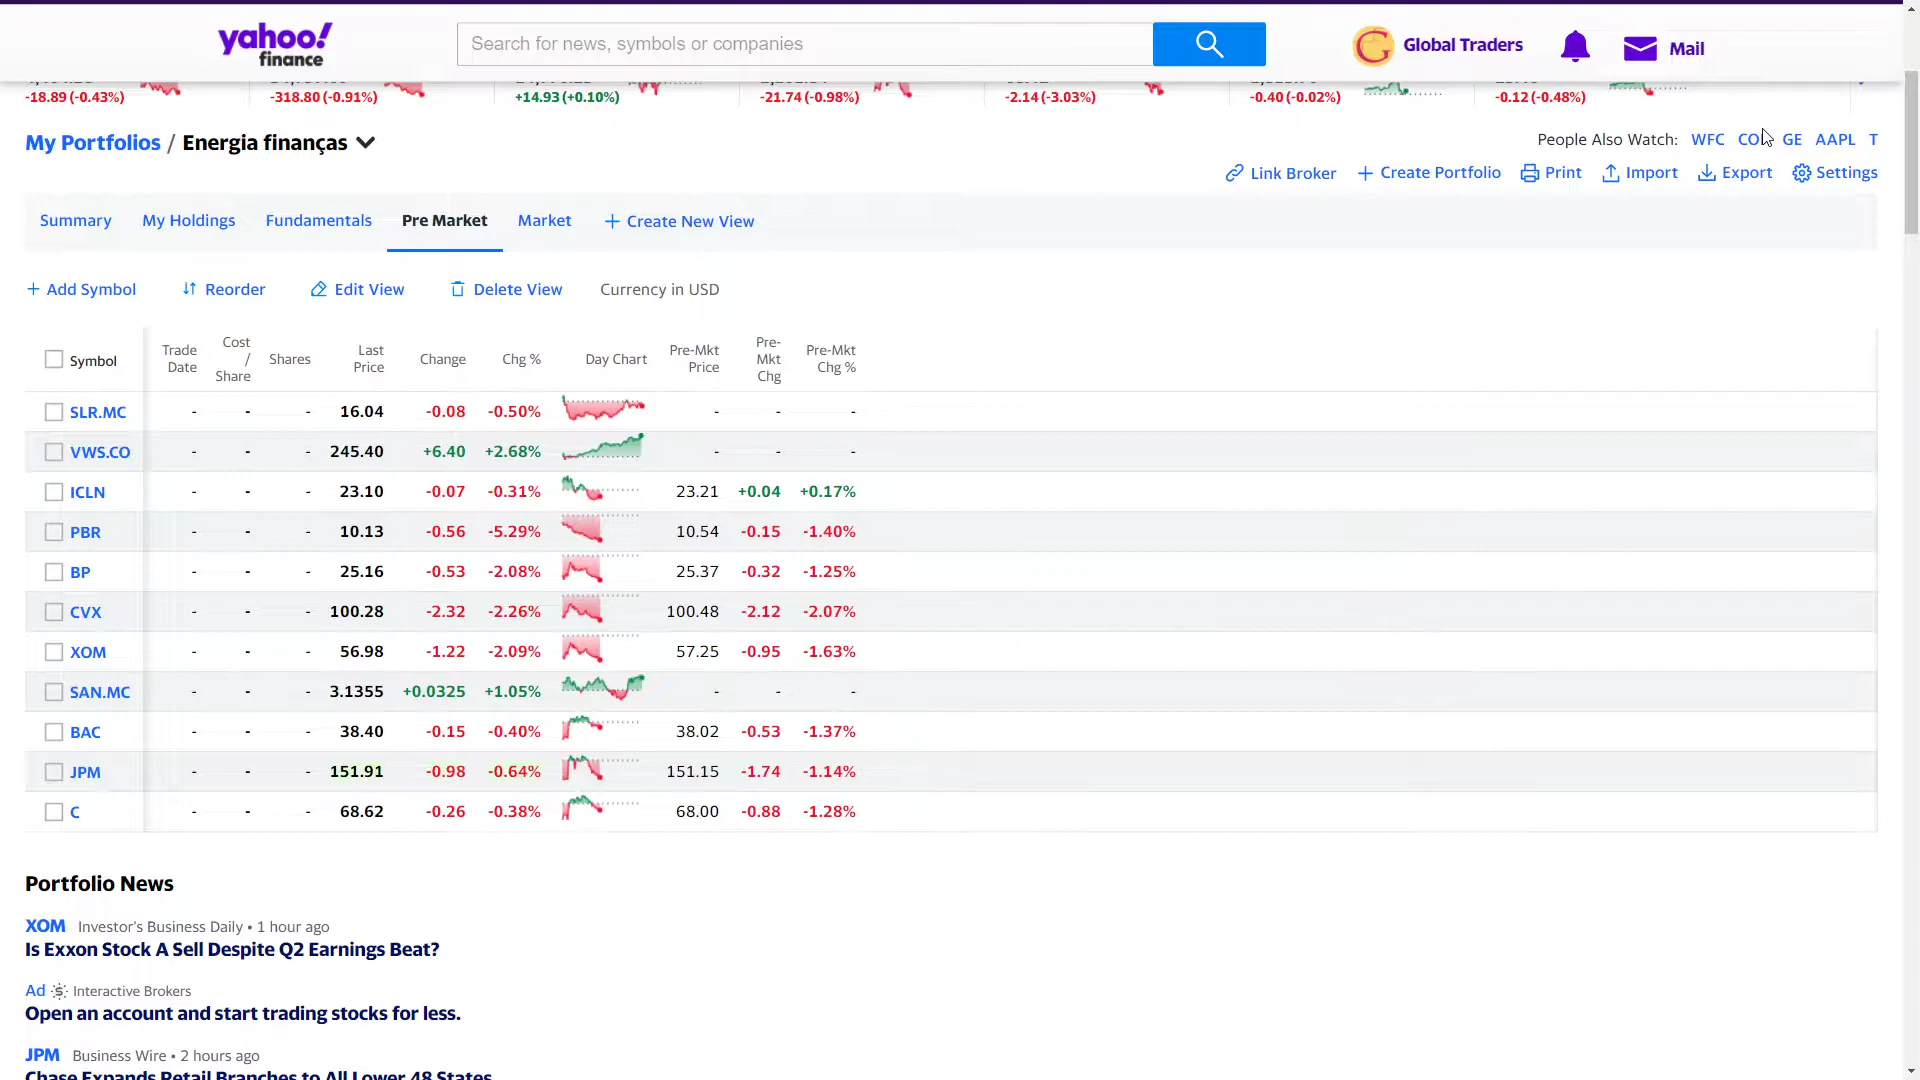 yahoo!
finance
Search for news, symbols or companies
Global Traders
Mail
-18.89 (-0.43%) -318.80 (-0.91%) +14.93 (+0.10%) -21.74 (-0.98%) -2.14 (-3.03%) -0.40 (-0.02%) -0.12 (-0.48%)
My Portfolios / Energia finanças
People Also Watch: WFC GE AAPL T
Link Broker + Create Portfolio Print Import Export Settings
Summary My Holdings Fundamentals Pre Market Market + Create New View
+ Add Symbol Reorder Edit View Delete View Currency in USD
Symbol Trade Date Cost / Share Shares Last Price Change Chg % Day Chart Pre-Mkt Price Pre-Mkt Chg Pre-Mkt Chg %
SLR.MC - - - 16.04 -0.08 -0.50% - - -
VWS.CO - - - 245.40 +6.40 +2.68% - - -
ICLN - - - 23.10 -0.07 -0.31% 23.21 +0.04 +0.17%
PBR - - - 10.13 -0.56 -5.29% 10.54 -0.15 -1.40%
BP - - - 25.16 -0.53 -2.08% 25.37 -0.32 -1.25%
CVX - - - 100.28 -2.32 -2.26% 100.48 -2.12 -2.07%
XOM - - - 56.98 -1.22 -2.09% 57.25 -0.95 -1.63%
SAN.MC - - - 3.1355 +0.0325 +1.05% - - -
BAC - - - 38.40 -0.15 -0.40% 38.02 -0.53 -1.37%
JPM - - - 151.91 -0.98 -0.64% 151.15 -1.74 -1.14%
C - - - 68.62 -0.26 -0.38% 68.00 -0.88 -1.28%
Portfolio News
XOM Investor's Business Daily • 1 hour ago
Is Exxon Stock A Sell Despite Q2 Earnings Beat?
Ad Interactive Brokers
Open an account and start trading stocks for less.
JPM Business Wire • 2 hours ago
Chase Expands Retail Branches to All Lower 48 States